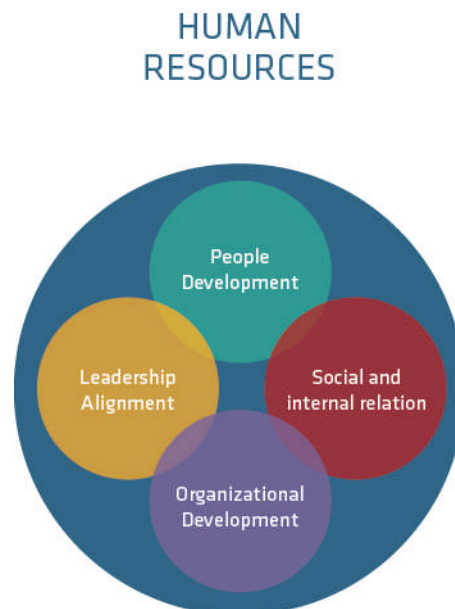 HUMAN
RESOURCES
People
Development
Leadership
Alignment
Social and
internal relation
Organizational
Development